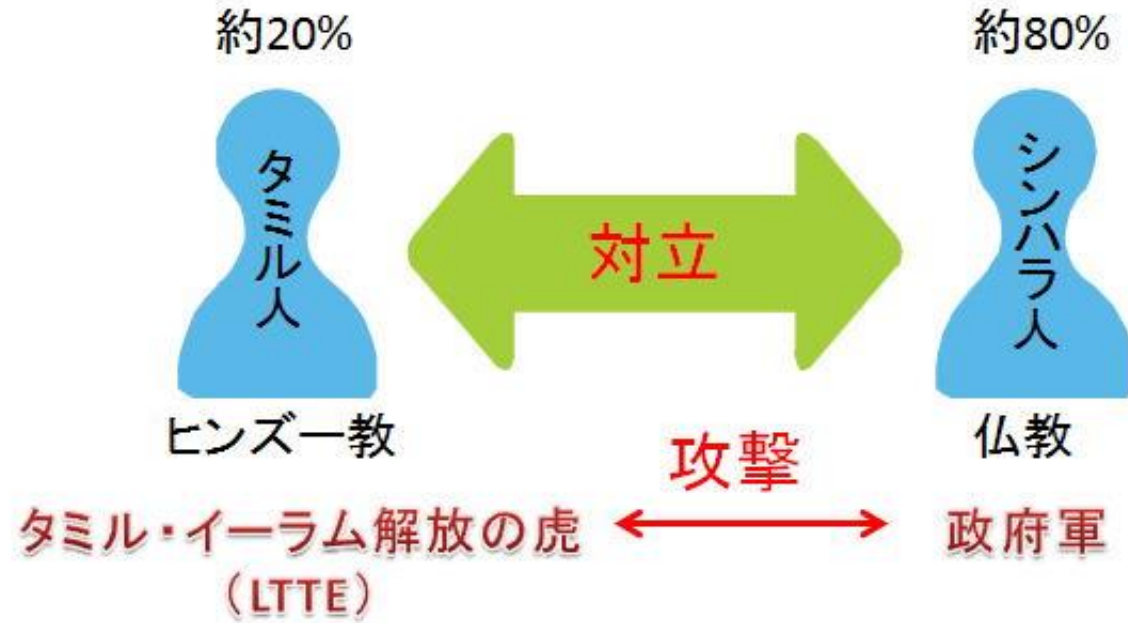 約20%
約80%
タミル人
対立
シンハラ人
ヒンズー教
仏教
攻撃
タミル・イーラム解放の虎
（LTTE）
政府軍